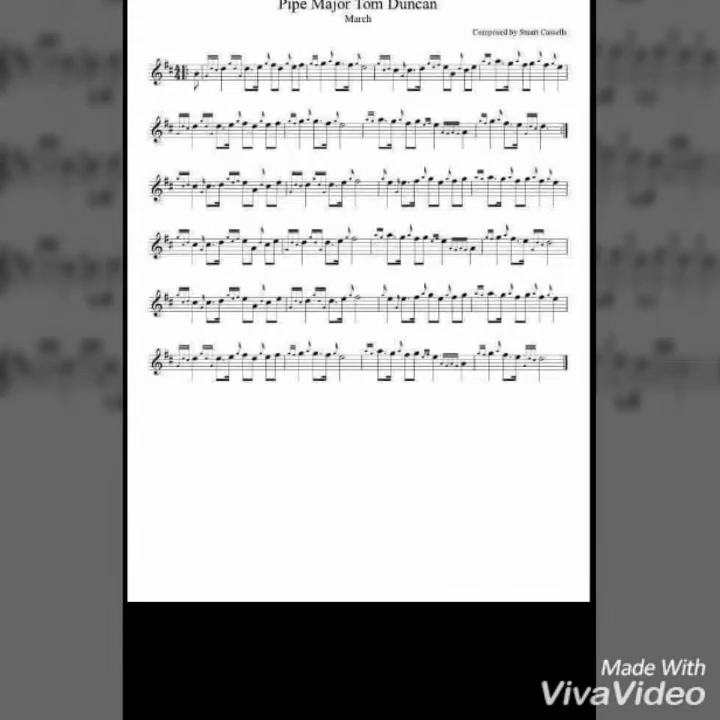 Pipe Major Tom Duncan
March
Composed by Stuart Cassells
Made With
VivaVideo